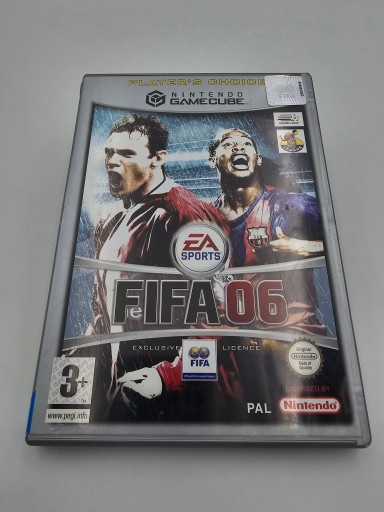 PLAYER'S CHOICE
NINTENDO
GAMECUBE
EA
SPORTS
FIFA 06
e
EXCLUSIVE
LICENCE
FIFA
3+
www.pegi.info
PAL
Original
Nintendo
Seal of
Quality
LICENSED BY
Nintendo